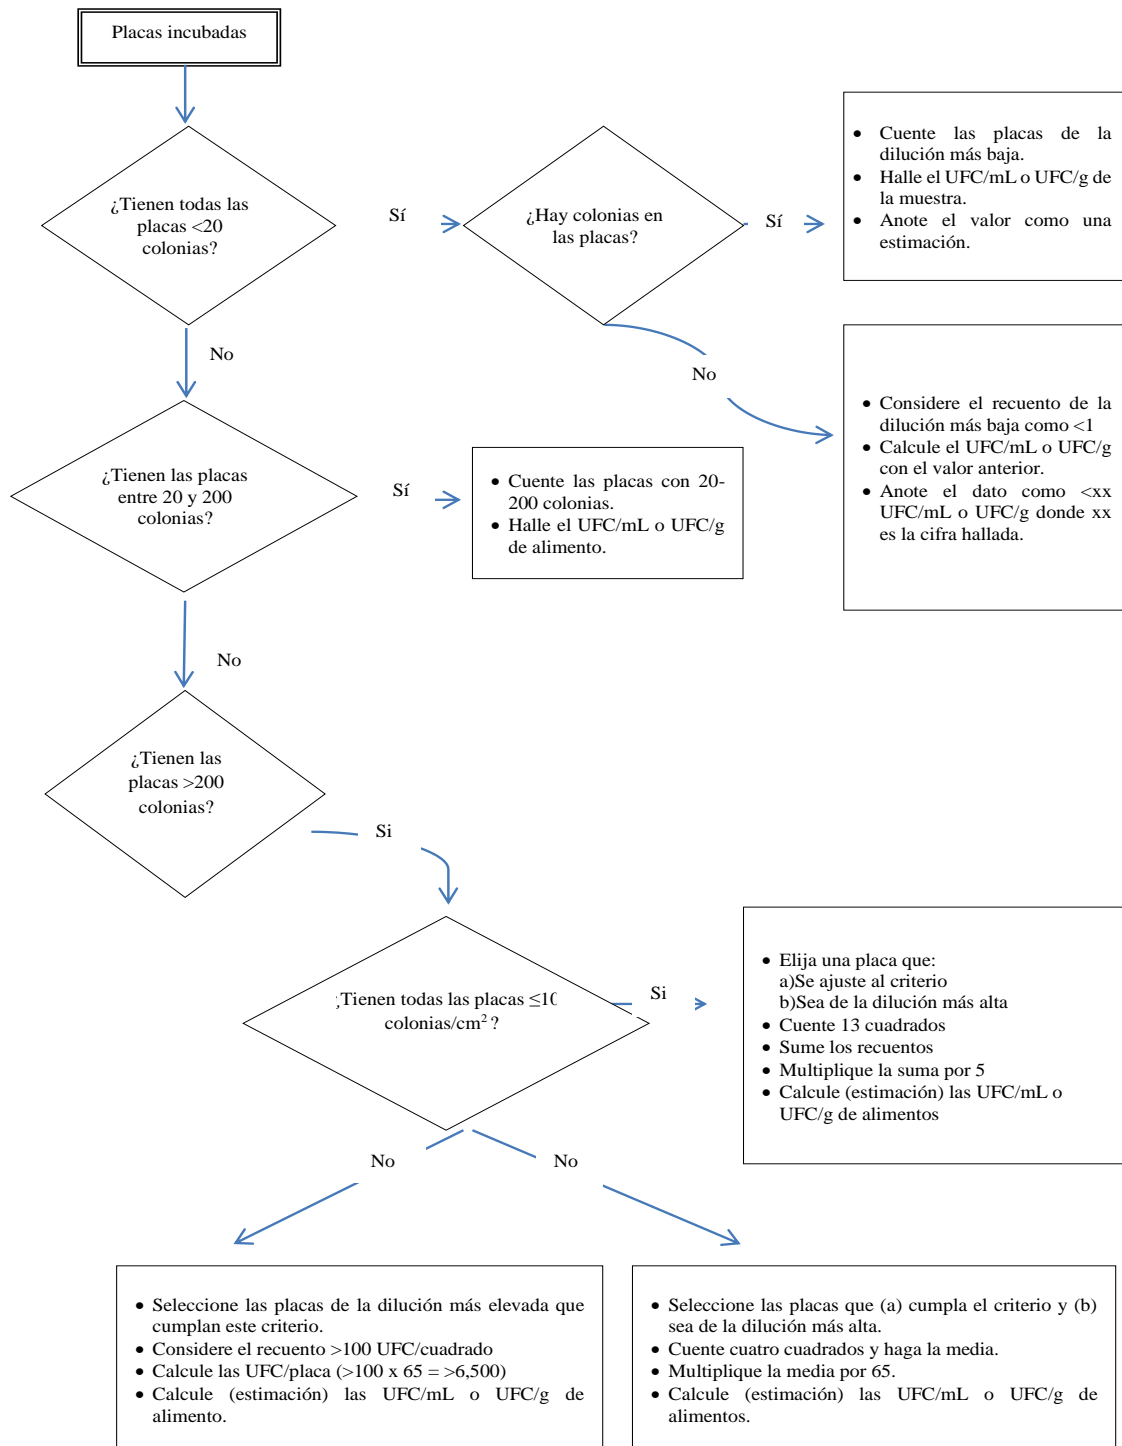 Placas incubadas
¿Tienen todas las
placas <20
colonias?
Sí
¿Hay colonias en
las placas?
Sí
• Cuente las placas de la
dilución más baja.
• Halle el UFC/mL o UFC/g de
la muestra.
• Anote el valor como una
estimación.
No
No
• Considere el recuento de la
dilución más baja como <1
• Calcule el UFC/mL o UFC/g
con el valor anterior.
• Anote el dato como <xx
UFC/mL o UFC/g donde xx
es la cifra hallada.
¿Tienen las placas
entre 20 y 200
colonias?
Sí
• Cuente las placas con 20-
200 colonias.
• Halle el UFC/mL o UFC/g
de alimento.
No
¿Tienen las
placas >200
colonias?
Si
¿Tienen todas las placas ≤10
colonias/cm² ?
Si
• Elija una placa que:
a)Se ajuste al criterio
b)Sea de la dilución más alta
• Cuente 13 cuadrados
• Sume los recuentos
• Multiplique la suma por 5
• Calcule (estimación) las UFC/mL o
UFC/g de alimentos
No
No
• Seleccione las placas de la dilución más elevada que
cumplan este criterio.
• Considere el recuento >100 UFC/cuadrado
• Calcule las UFC/placa (>100 x 65 = >6,500)
• Calcule (estimación) las UFC/mL o UFC/g de
alimento.
• Seleccione las placas que (a) cumpla el criterio y (b)
sea de la dilución más alta.
• Cuente cuatro cuadrados y haga la media.
• Multiplique la media por 65.
• Calcule (estimación) las UFC/mL o UFC/g de
alimentos.